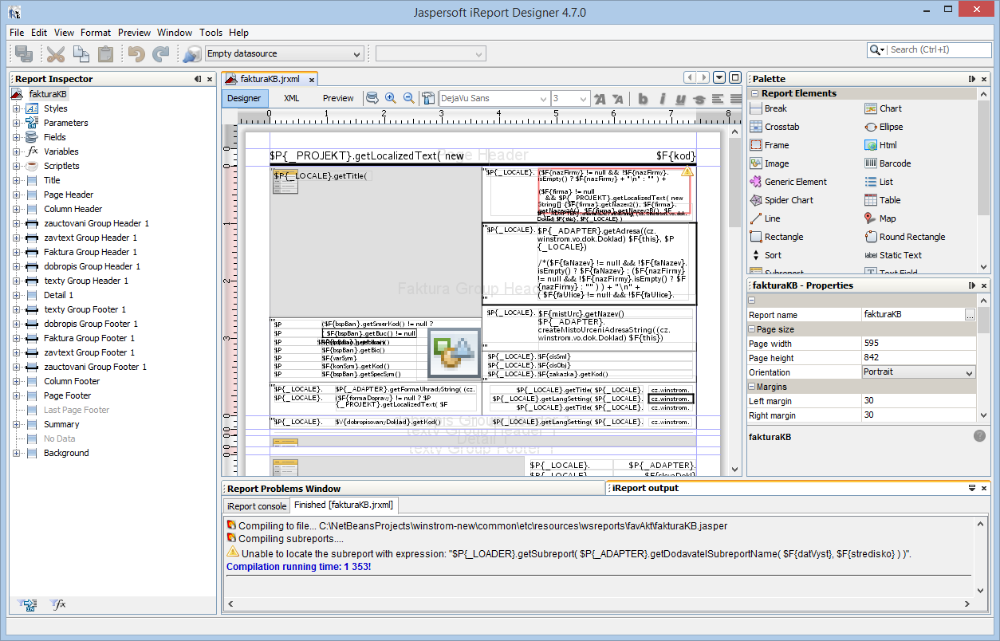 Jaspersoft iReport Designer 4.7.0
File Edit View Format Preview Window Tools Help
Empty datasource
Search (Ctrl+I)
Report Inspector
fakturaKB
Styles
Parameters
Fields
Variables
Scriptlets
Title
Page Header
Column Header
zauctovani Group Header 1
zavtext Group Header 1
Faktura Group Header 1
dobropis Group Header 1
texty Group Header 1
Detail 1
texty Group Footer 1
dobropis Group Footer 1
Faktura Group Footer 1
zavtext Group Footer 1
zauctovani Group Footer 1
Column Footer
Page Footer
Last Page Footer
Summary
No Data
Background
fakturaKB.jrxml
Designer XML Preview
DejaVu Sans 3
0 1 2 3 4 5 6 7 8
$P{_PROJEKT}.getLocalizedText( new
$F{kod}
$P{_LOCALE}.getTitle(
Faktura Group Head
"$P{_LOCALE}.
($F{nazFirmy} != null && !$F{nazFirmy}.
isEmpty() ? $F{nazFirmy} + "\n" : "" ) +
($F{firma} != null
&& $P{_PROJEKT}.getLocalizedText( new
String[] {$F{firma}.getNazev2(), $F{firma}.
"$P{_LOCALE}.
$P{_ADAPTER}.getAdresa((cz.
winstrom.vo.dok.Doklad) $F{this}, $P
{_LOCALE})
/*($F{faNazev} != null && !$F{faNazev}.
isEmpty() ? $F{faNazev} : ($F{nazFirmy}
!= null && !$F{nazFirmy}.isEmpty() ? $F
{nazFirmy} : "" ) ) + "\n" +
( $F{faUlice} != null && !$F{faUlice}.
$P{_LOCALE}.
$F{mistUrc}.getNazev()
$P{_ADAPTER}.
createMistoUrceniAdresaString((cz.
winstrom.vo.dok.Doklad) $F{this})
$P{_LOCALE}. $F{cisSml}
$P{_LOCALE}. $F{cisObj}
$P{_LOCALE}. $F{zakazka}.getKod()
$P ($F{bspBan}.getSmerKod() != null ?
$P $F{bspBan}.getBuc() != null
$P
$P $F{bspBan}.getBic()
$P $F{varSym}
$P $F{konSym}.getKod()
$P $F{bspBan}.getSpecSym()
"$P{_LOCALE}. $P{_ADAPTER}.getFormaUhradyString( (cz.
$P{_LOCALE}. ($F{formaDopravy} != null ? $P
{_PROJEKT}.getLocalizedText( $F
$P{_LOCALE}.getTitle( $P{_LOCALE}. cz.winstrom.
$P{_LOCALE}.getLangSetting( $P{_LOCALE}. cz.winstrom.
$P{_LOCALE}.getTitle( $P{_LOCALE}. cz.winstrom.
"$P{_LOCALE}. $V{dobropisovanyDoklad}.getKod()
$P{_LOCALE}.getLangSetting( $P{_LOCALE}. cz.winstrom.
texty Group Header 1
Detail 1
texty Group Footer 1
$P{_LOCALE}. $P{_ADAPTER}.
Palette
Report Elements
Break Chart
Crosstab Ellipse
Frame Html
Image Barcode
Generic Element List
Spider Chart Table
Line Map
Rectangle Round Rectangle
Sort label Static Text
Subreport Text Field
fakturaKB - Properties
Report name fakturaKB ...
Page size
Page width 595
Page height 842
Orientation Portrait
Margins
Left margin 30
Right margin 30
fakturaKB
Report Problems Window
iReport output
iReport console Finished [fakturaKB.jrxml]
Compiling to file... C:\NetBeansProjects\winstrom-new\common\etc\resources\wsreports\favAkt\fakturaKB.jasper
Compiling subreports....
Unable to locate the subreport with expression: "$P{_LOADER}.getSubreport( $P{_ADAPTER}.getDodavatelSubreportName( $F{datVyst}, $F{stredisko} ) )".
Compilation running time: 1 353!